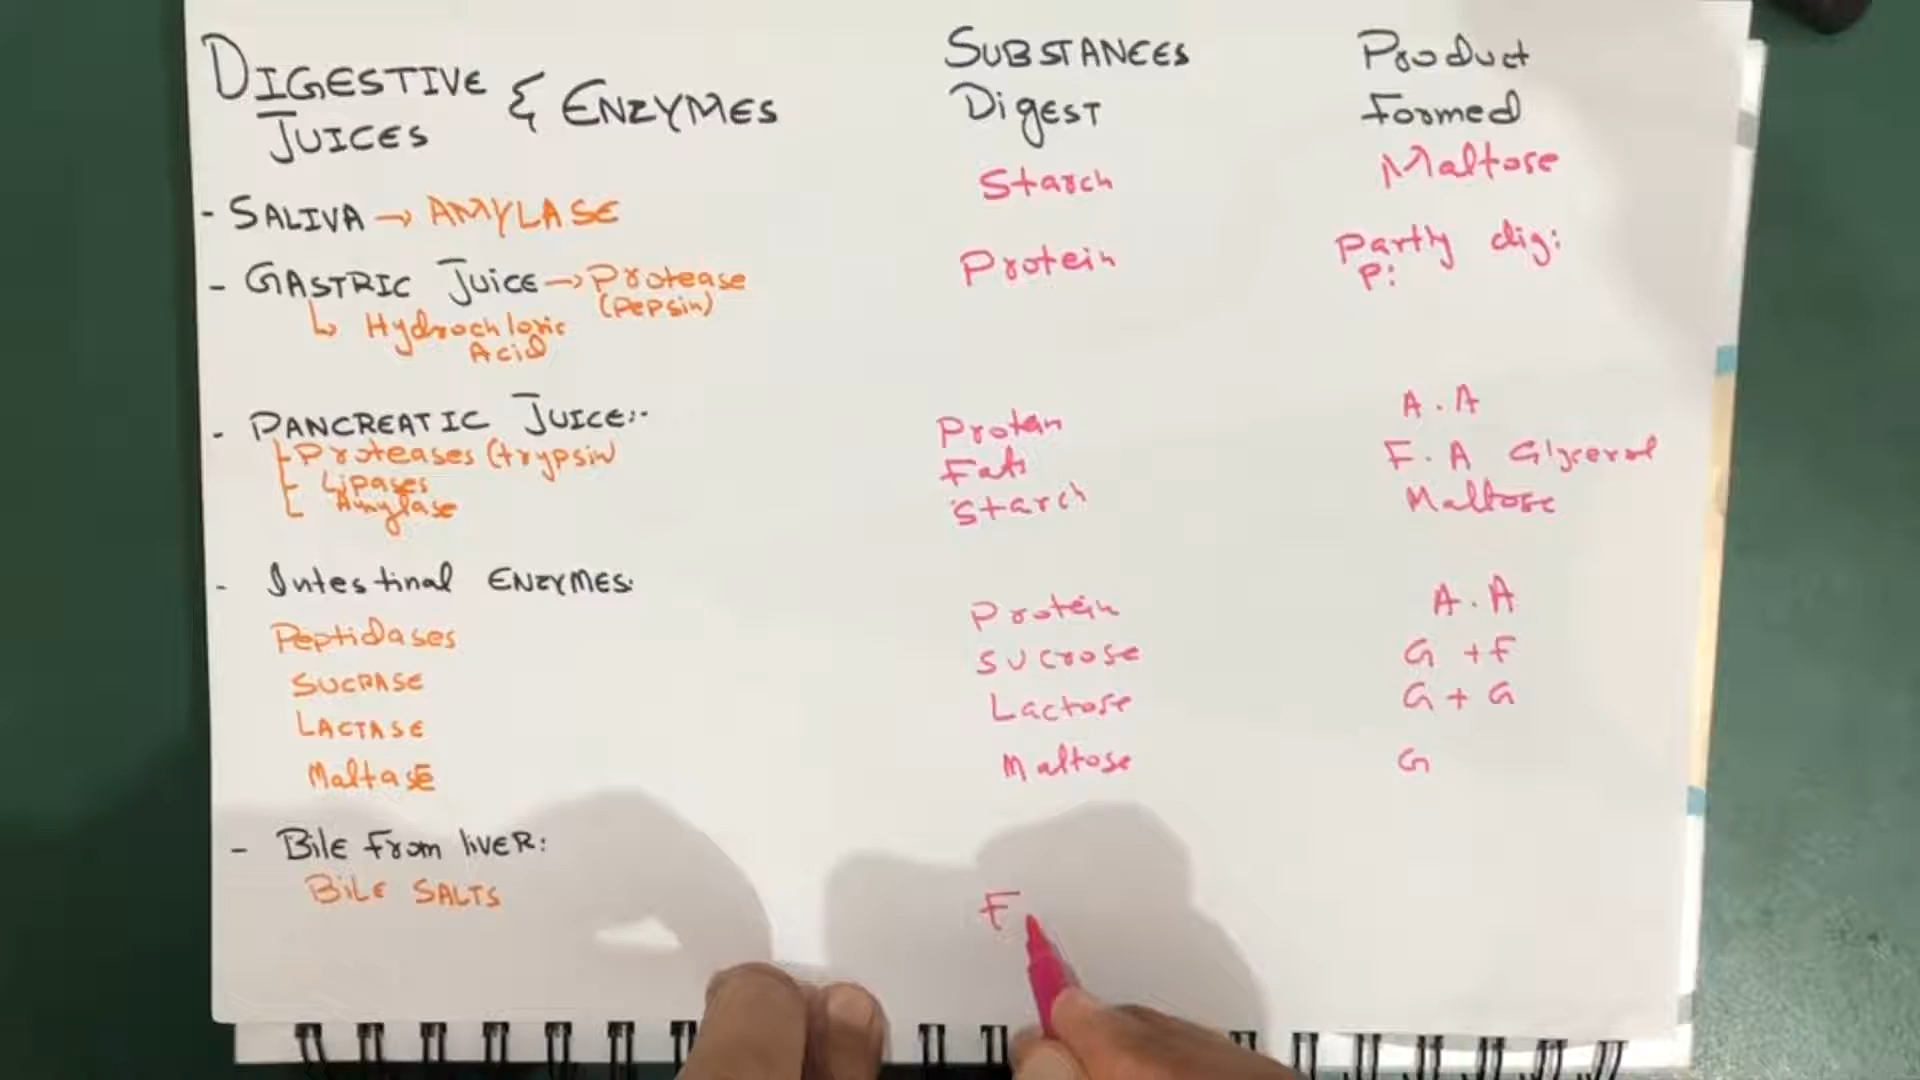 DIGESTIVE JUICES & ENZYMES
SUBSTANCES DigEST
Product Formed
- SALIVA → AMYLASE
Starch
Maltose
- GASTRIC JuicE → Protease (Pepsin)
Protein
Partly dig: P:
↳ Hydrochloric Acid
- PANCREATIC JUICE:-
Proteases (trypsin)
Protein
A.A
Lipases
Fats
F.A Glycerol
Amylase
Starch
Maltose
- Intestinal ENZYMES:
Peptidases
Protein
A.A
SUCRASE
Sucrose
G + F
LACTASE
Lactose
G + G
MaltasE
Maltose
G
- BilE From livER:
BILE SALTS
F